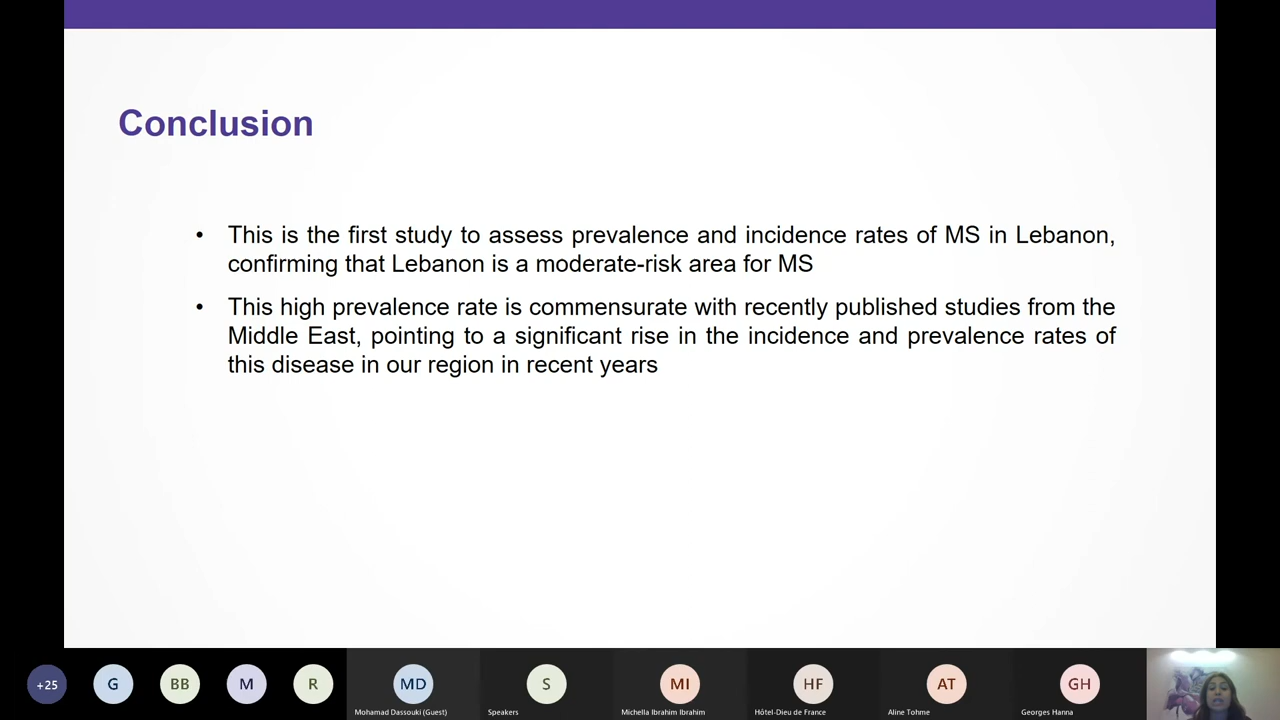 Conclusion
• This is the first study to assess prevalence and incidence rates of MS in Lebanon,
confirming that Lebanon is a moderate-risk area for MS
• This high prevalence rate is commensurate with recently published studies from the
Middle East, pointing to a significant rise in the incidence and prevalence rates of
this disease in our region in recent years
+25 G BB M R MD S MI HF AT GH
Mohamad Dassouki (Guest) Speakers Michella Ibrahim Ibrahim Hôtel-Dieu de France Aline Tohme Georges Hanna